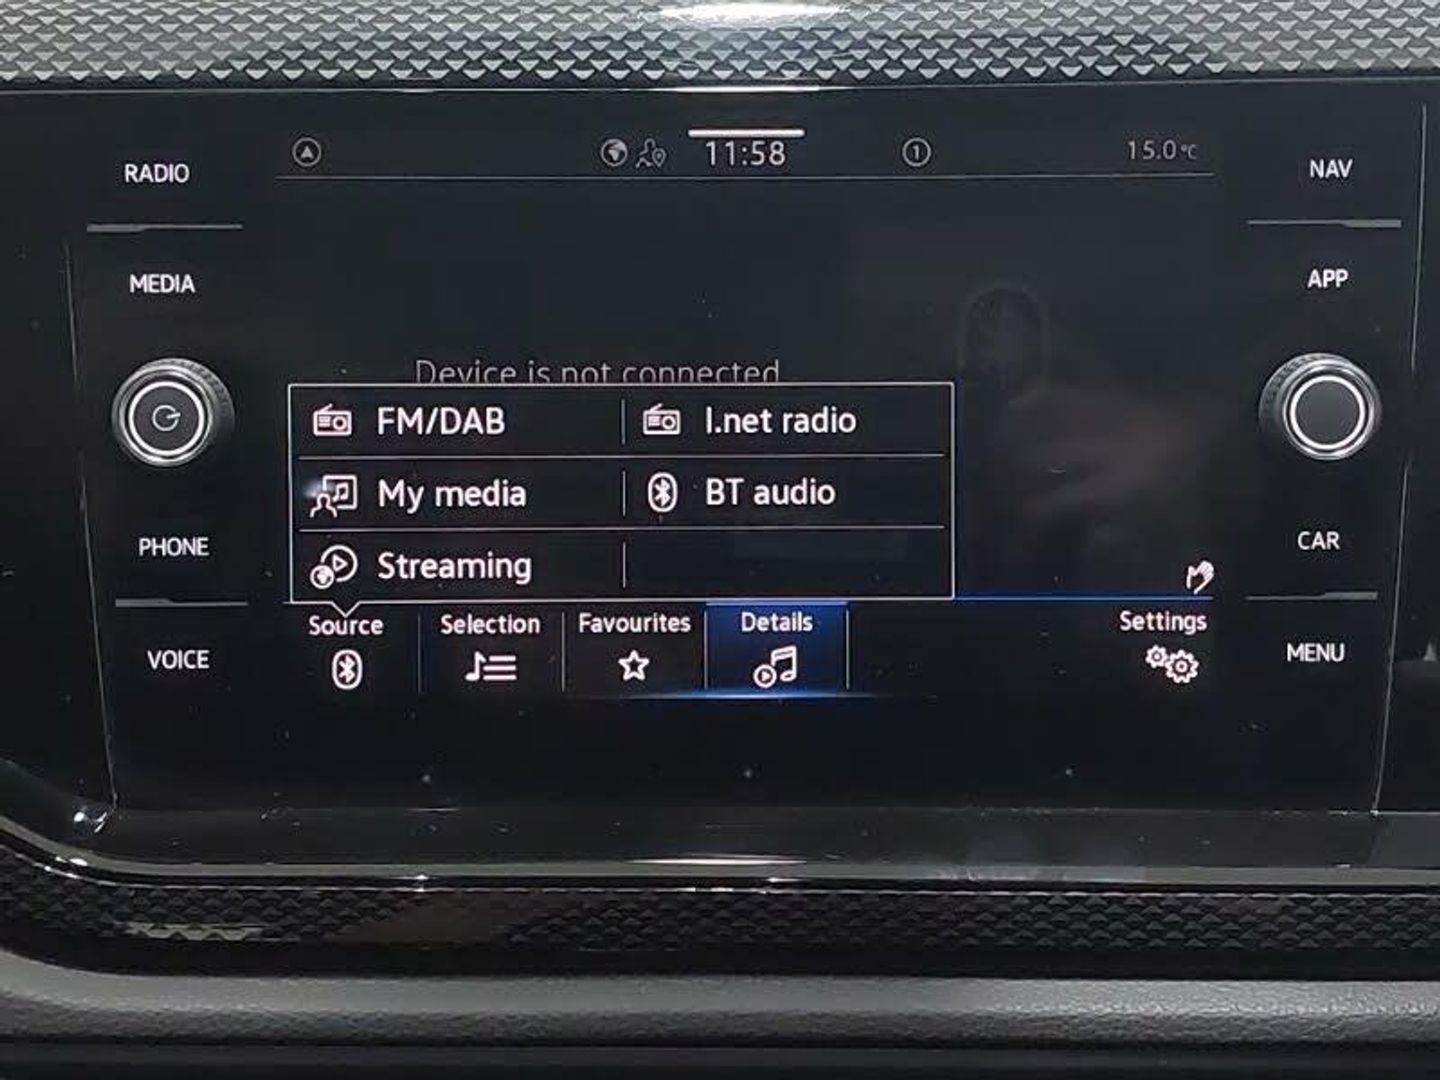 RADIO
11:58
1
15.0°C
NAV
MEDIA
APP
Device is not connected
FM/DAB
I.net radio
My media
BT audio
PHONE
CAR
Streaming
Source
Selection
Favourites
Details
Settings
VOICE
MENU